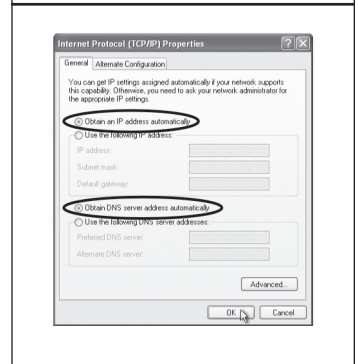 Internet Protocol (TCP/IP) Properties
General Alternate Configuration
You can get IP settings assigned automatically if your network supports
this capability. Otherwise, you need to ask your network administrator for
the appropriate IP settings.
Obtain an IP address automatically
Use the following IP address:
IP address:
Subnet mask:
Default gateway:
Obtain DNS server address automatically
Use the following DNS server addresses:
Preferred DNS server:
Alternate DNS server:
Advanced...
OK Cancel